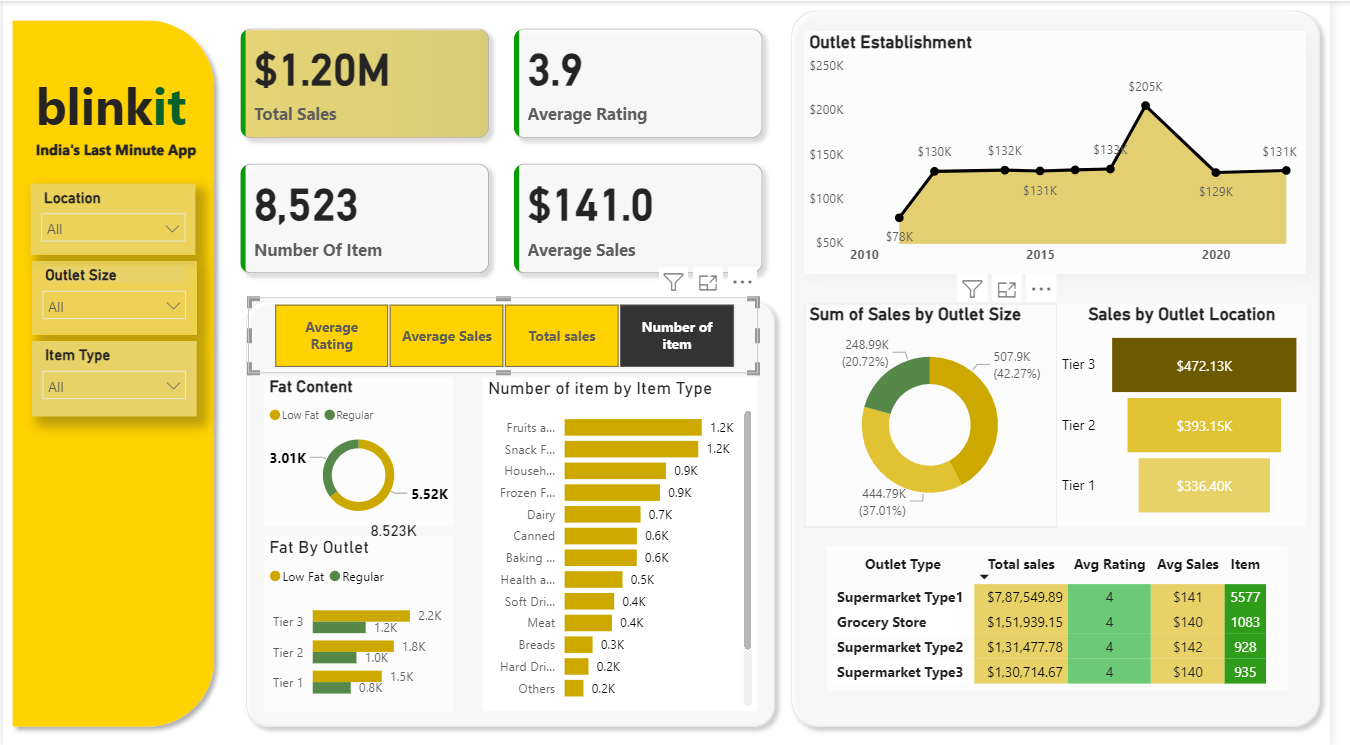 blinkit
India's Last Minute App
Location
All
Outlet Size
All
Item Type
All
$1.20M
Total Sales
3.9
Average Rating
8,523
Number Of Item
$141.0
Average Sales
Average
Rating
Average Sales
Total sales
Number of
item
Fat Content
Low Fat
Regular
3.01K
5.52K
8.523K
Fat By Outlet
Low Fat
Regular
Tier 3
2.2K
1.2K
Tier 2
1.8K
1.0K
Tier 1
1.5K
0.8K
Number of item by Item Type
Fruits a... 1.2K
Snack F... 1.2K
Househ... 0.9K
Frozen F... 0.9K
Dairy 0.7K
Canned 0.6K
Baking ... 0.6K
Health a... 0.5K
Soft Dri... 0.4K
Meat 0.4K
Breads 0.3K
Hard Dri... 0.2K
Others 0.2K
Outlet Establishment
$250K
$200K
$150K
$100K
$50K
$78K
$130K
$132K
$131K
$133K
$205K
$129K
$131K
2010 2015 2020
Sum of Sales by Outlet Size
248.99K
(20.72%)
507.9K
(42.27%)
444.79K
(37.01%)
Sales by Outlet Location
Tier 3 $472.13K
Tier 2 $393.15K
Tier 1 $336.40K
Outlet Type Total sales Avg Rating Avg Sales Item
Supermarket Type1 $7,87,549.89 4 $141 5577
Grocery Store $1,51,939.15 4 $140 1083
Supermarket Type2 $1,31,477.78 4 $142 928
Supermarket Type3 $1,30,714.67 4 $140 935